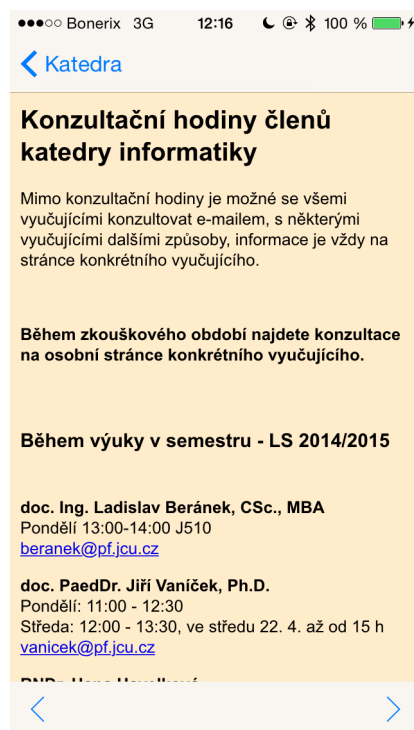 Bonerix 3G 12:16 100 %
Katedra
Konzultační hodiny členů
katedry informatiky
Mimo konzultační hodiny je možné se všemi
vyučujícími konzultovat e-mailem, s některými
vyučujícími dalšími způsoby, informace je vždy na
stránce konkrétního vyučujícího.
Během zkouškového období najdete konzultace
na osobní stránce konkrétního vyučujícího.
Během výuky v semestru - LS 2014/2015
doc. Ing. Ladislav Beránek, CSc., MBA
Pondělí 13:00-14:00 J510
beranek@pf.jcu.cz
doc. PaedDr. Jiří Vaníček, Ph.D.
Pondělí: 11:00 - 12:30
Středa: 12:00 - 13:30, ve středu 22. 4. až od 15 h
vanicek@pf.jcu.cz